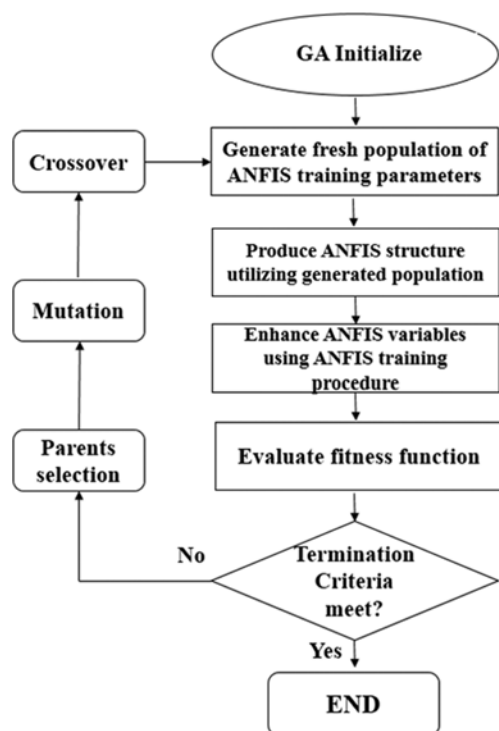 GA Initialize
Generate fresh population of
ANFIS training parameters
Crossover
Produce ANFIS structure
utilizing generated population
Mutation
Enhance ANFIS variables
using ANFIS training
procedure
Parents
selection
Evaluate fitness function
No
Termination
Criteria
meet?
Yes
END